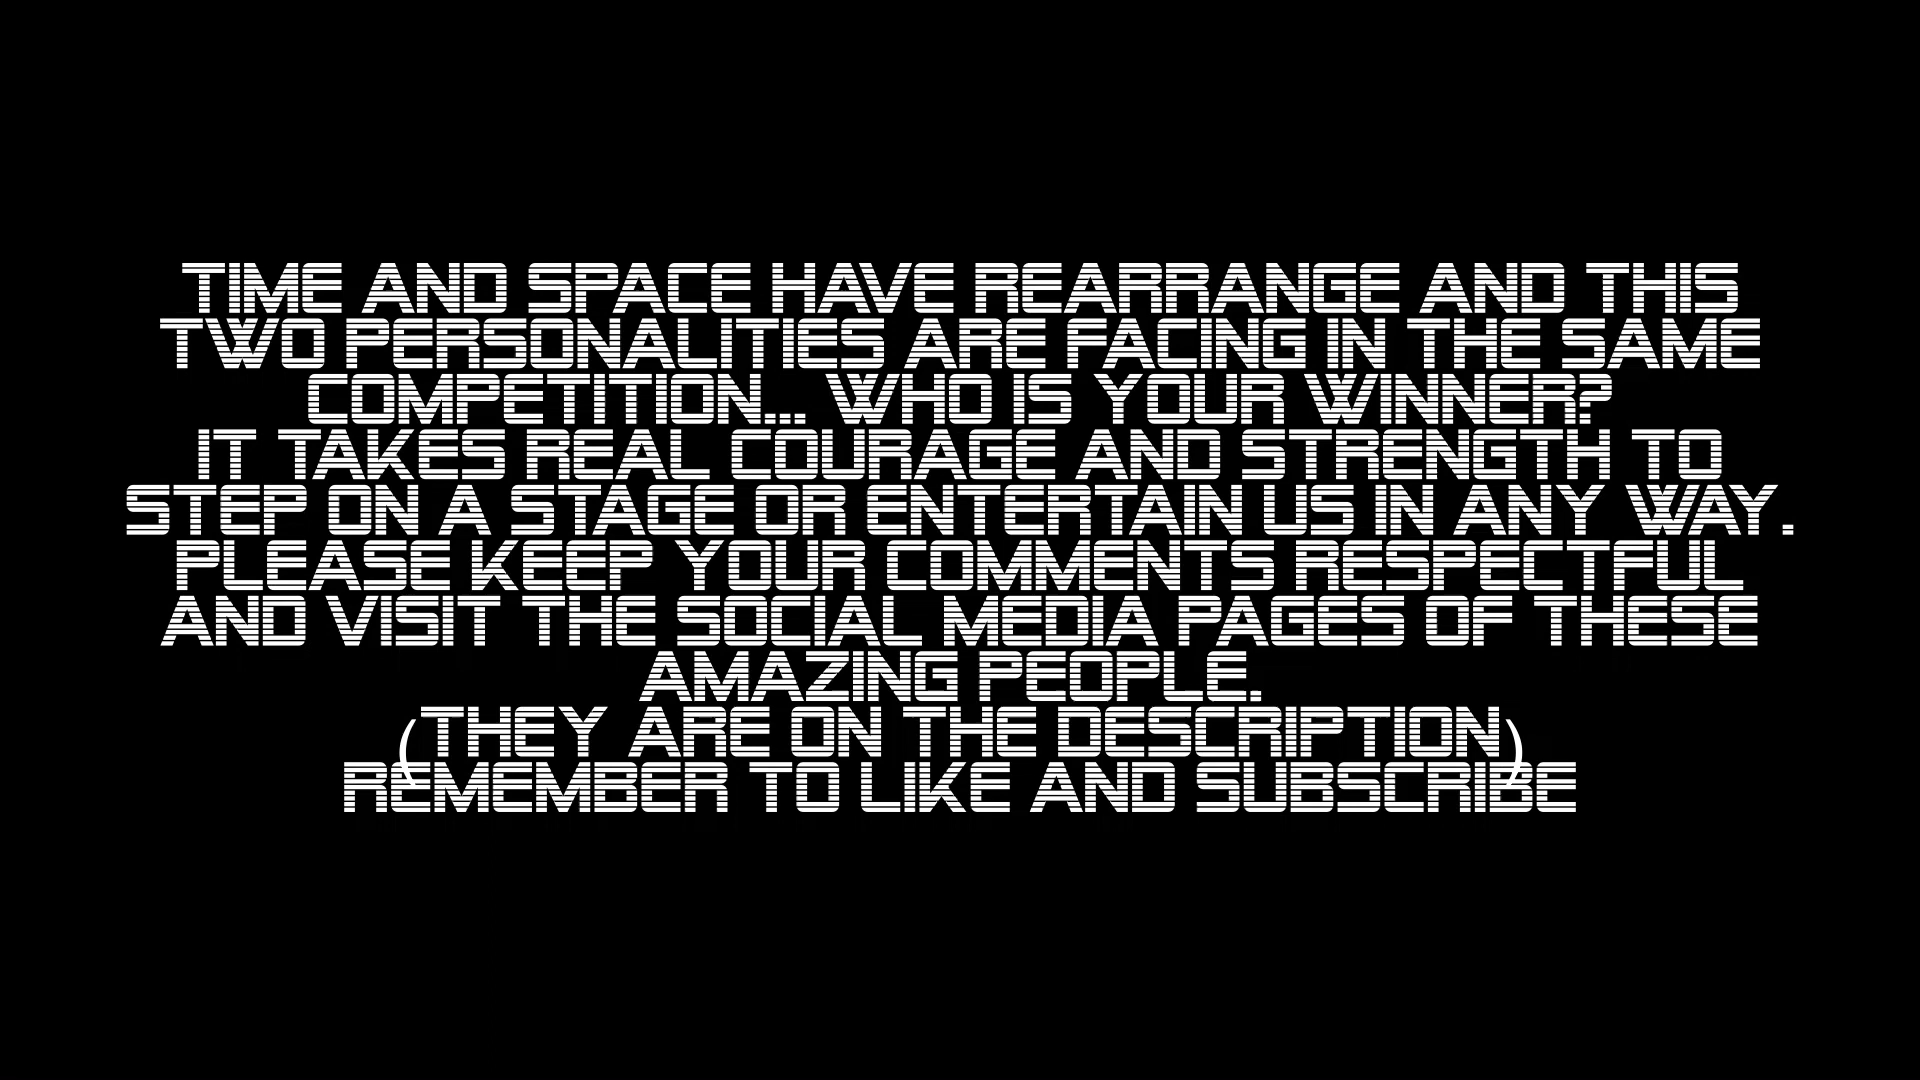 TIME AND SPACE HAVE REARRANGE AND THIS
TWO PERSONALITIES ARE FACING IN THE SAME
COMPETITION... WHO IS YOUR WINNER?
IT TAKES REAL COURAGE AND STRENGTH TO
STEP ON A STAGE OR ENTERTAIN US IN ANY WAY.
PLEASE KEEP YOUR COMMENTS RESPECTFUL
AND VISIT THE SOCIAL MEDIA PAGES OF THESE
AMAZING PEOPLE.
(THEY ARE ON THE DESCRIPTION)
REMEMBER TO LIKE AND SUBSCRIBE